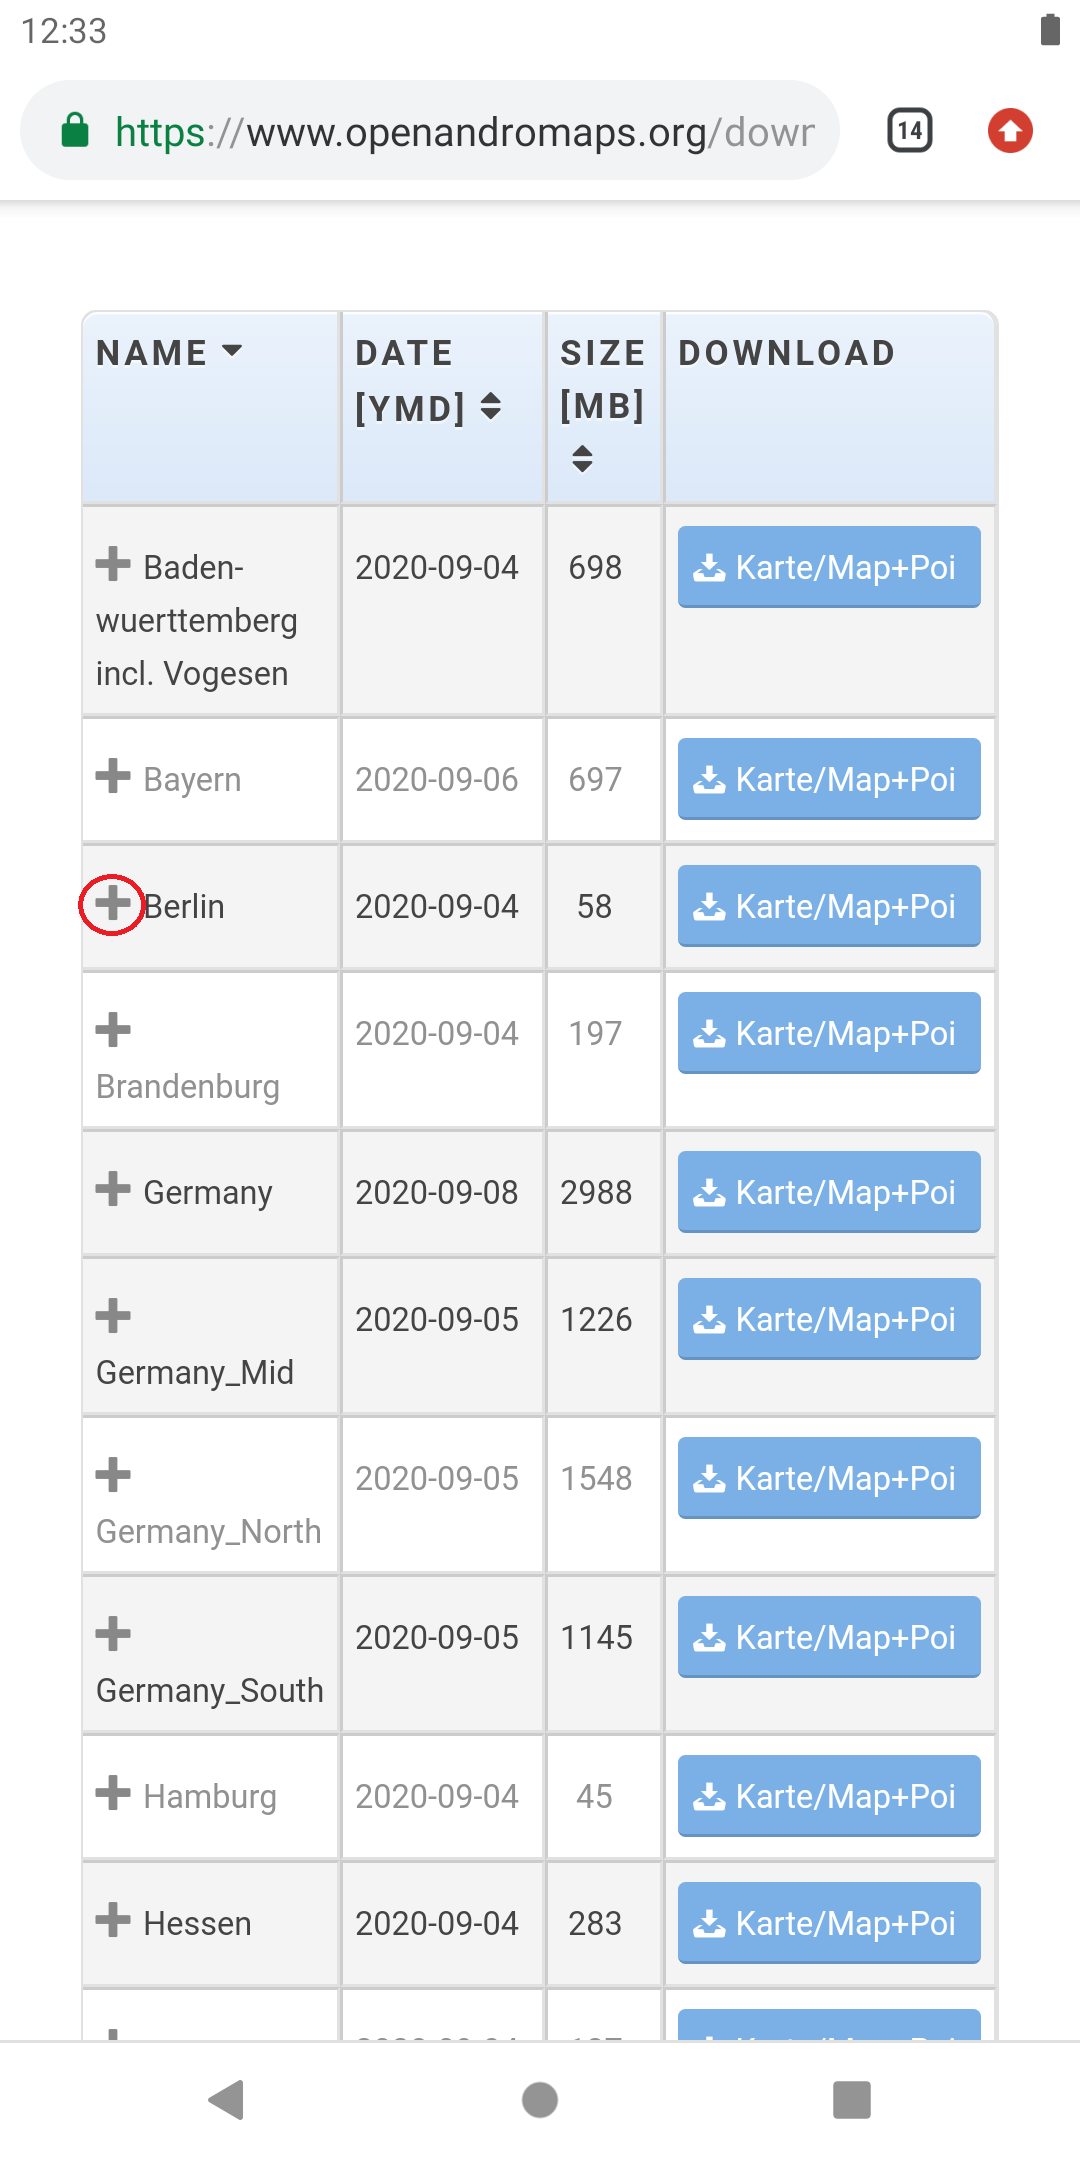 12:33
https://www.openandromaps.org/dowr
14
NAME
DATE
[YMD]
SIZE
[MB]
DOWNLOAD
Baden-
wuerttemberg
incl. Vogesen
2020-09-04
698
Karte/Map+Poi
Bayern
2020-09-06
697
Karte/Map+Poi
Berlin
2020-09-04
58
Karte/Map+Poi
Brandenburg
2020-09-04
197
Karte/Map+Poi
Germany
2020-09-08
2988
Karte/Map+Poi
Germany_Mid
2020-09-05
1226
Karte/Map+Poi
Germany_North
2020-09-05
1548
Karte/Map+Poi
Germany_South
2020-09-05
1145
Karte/Map+Poi
Hamburg
2020-09-04
45
Karte/Map+Poi
Hessen
2020-09-04
283
Karte/Map+Poi